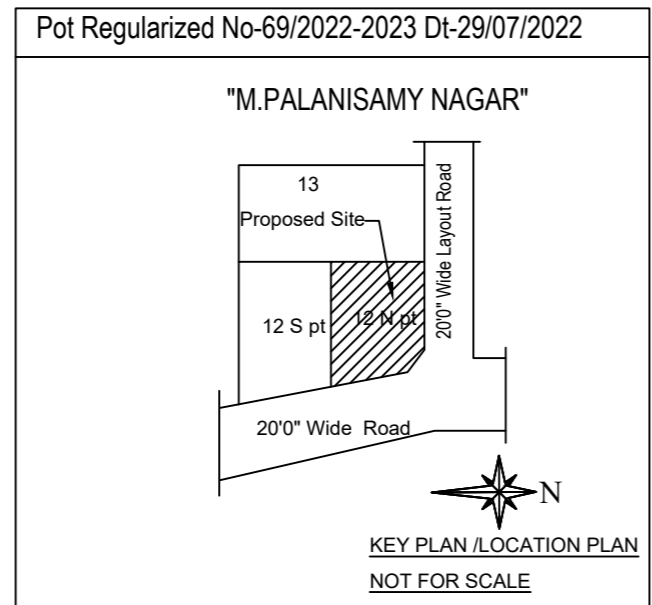 Pot Regularized No-69/2022-2023 Dt-29/07/2022
"M.PALANISAMY NAGAR"
13
Proposed Site
20'0" Wide Layout Road
12 S pt
12 N pt
20'0" Wide Road
N
KEY PLAN /LOCATION PLAN
NOT FOR SCALE